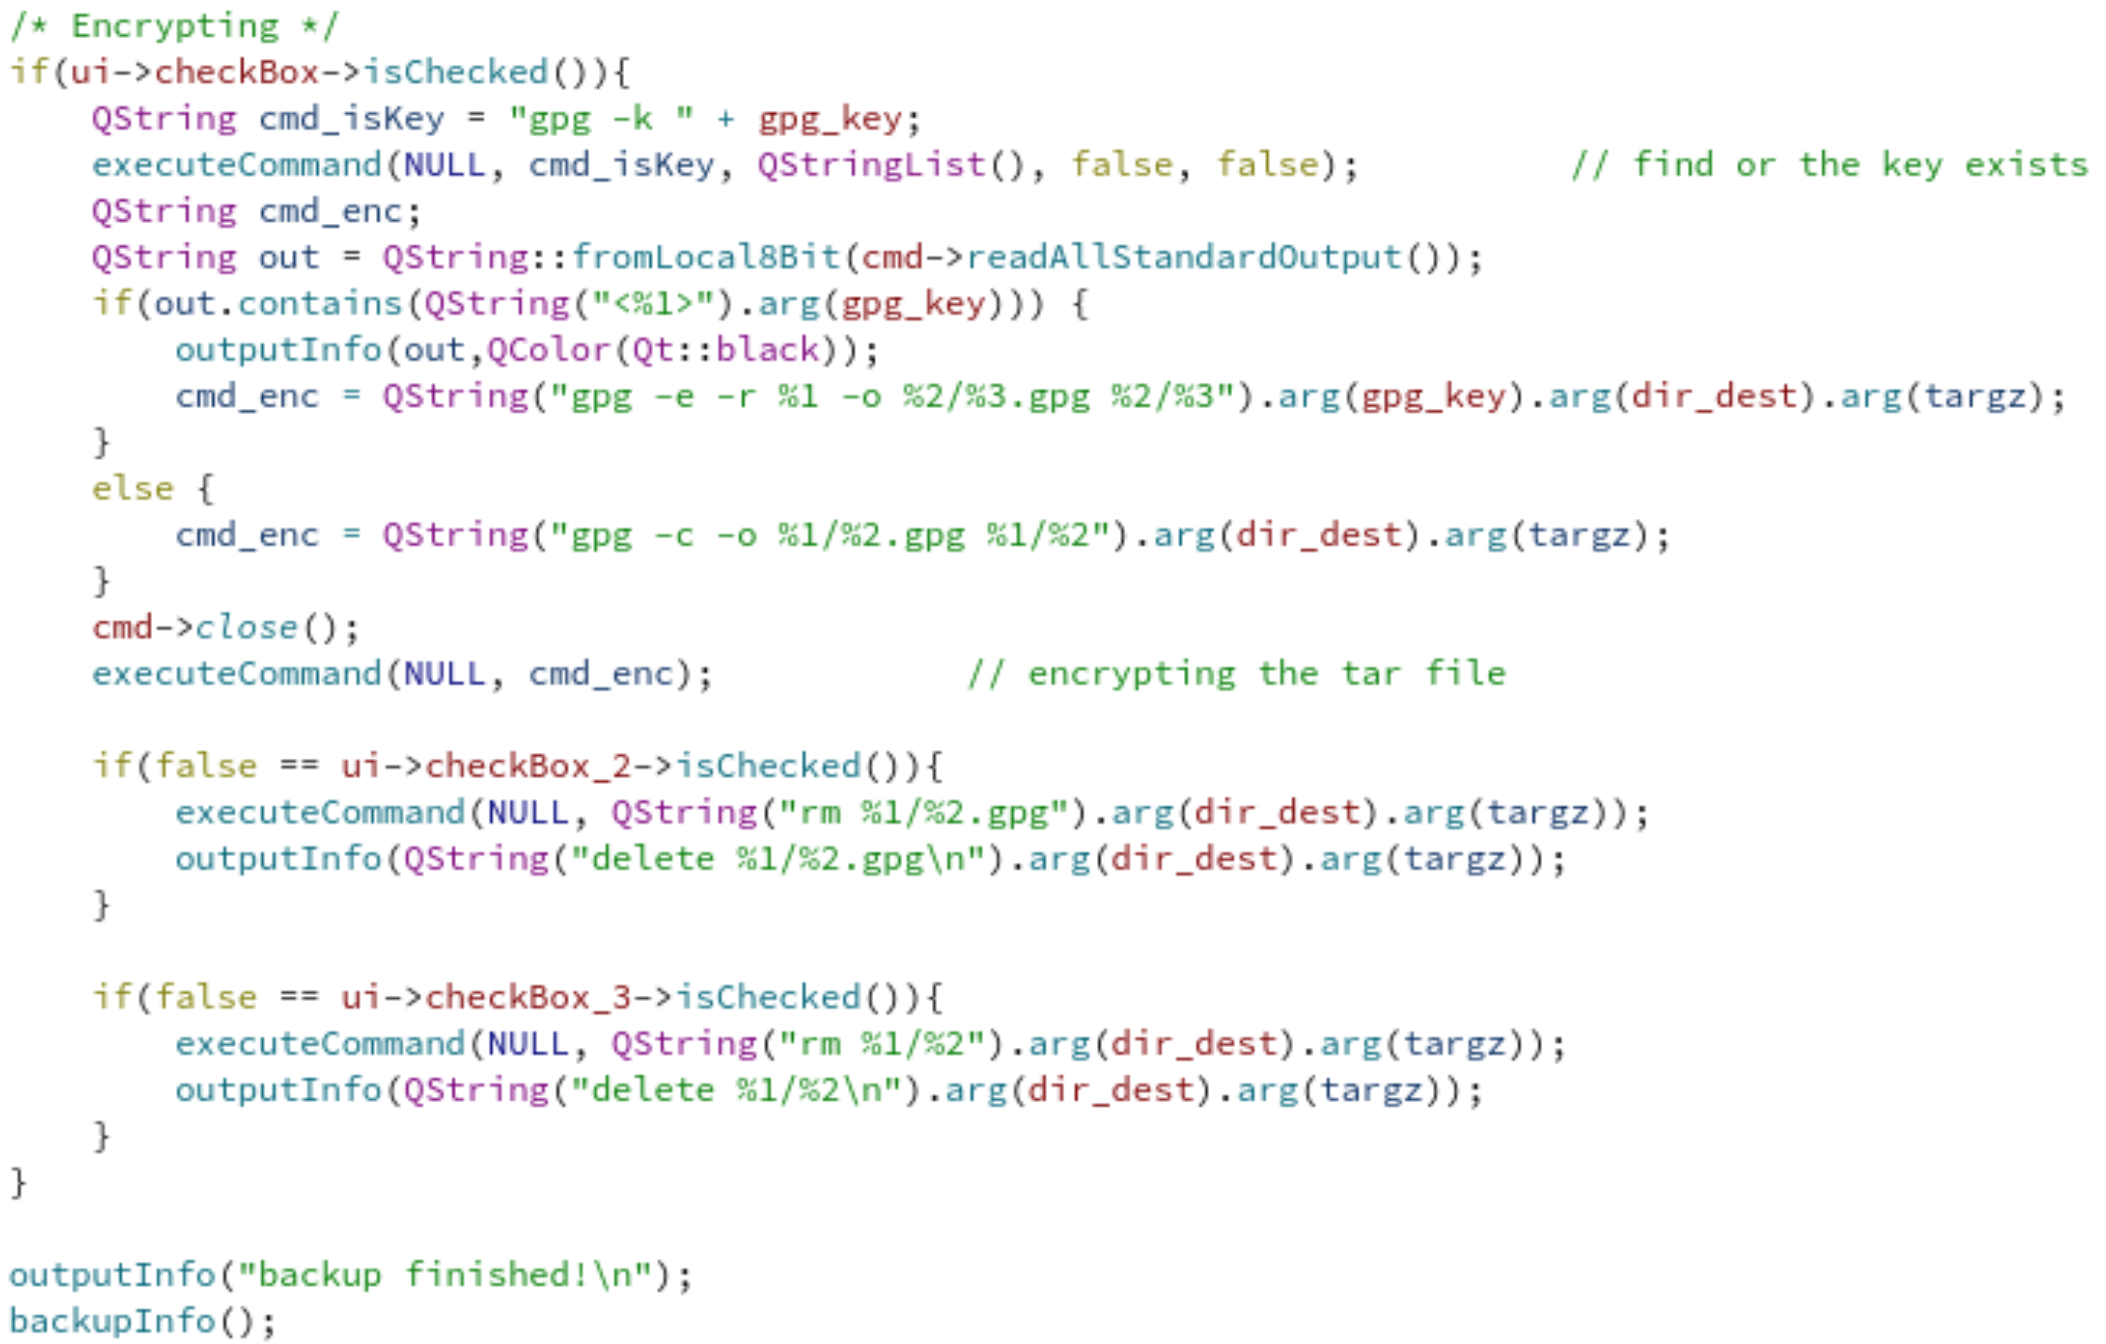 /* Encrypting */
if(ui->checkBox->isChecked()){
    QString cmd_isKey = "gpg -k " + gpg_key;
    executeCommand(NULL, cmd_isKey, QStringList(), false, false);          // find or the key exists
    QString cmd_enc;
    QString out = QString::fromLocal8Bit(cmd->readAllStandardOutput());
    if(out.contains(QString("<%1>").arg(gpg_key))) {
        outputInfo(out,QColor(Qt::black));
        cmd_enc = QString("gpg -e -r %1 -o %2/%3.gpg %2/%3").arg(gpg_key).arg(dir_dest).arg(targz);
    }
    else {
        cmd_enc = QString("gpg -c -o %1/%2.gpg %1/%2").arg(dir_dest).arg(targz);
    }
    cmd->close();
    executeCommand(NULL, cmd_enc);            // encrypting the tar file
    if(false == ui->checkBox_2->isChecked()){
        executeCommand(NULL, QString("rm %1/%2.gpg").arg(dir_dest).arg(targz));
        outputInfo(QString("delete %1/%2.gpg\n").arg(dir_dest).arg(targz));
    }
    if(false == ui->checkBox_3->isChecked()){
        executeCommand(NULL, QString("rm %1/%2").arg(dir_dest).arg(targz));
        outputInfo(QString("delete %1/%2\n").arg(dir_dest).arg(targz));
    }
}
outputInfo("backup finished!\n");
backupInfo();